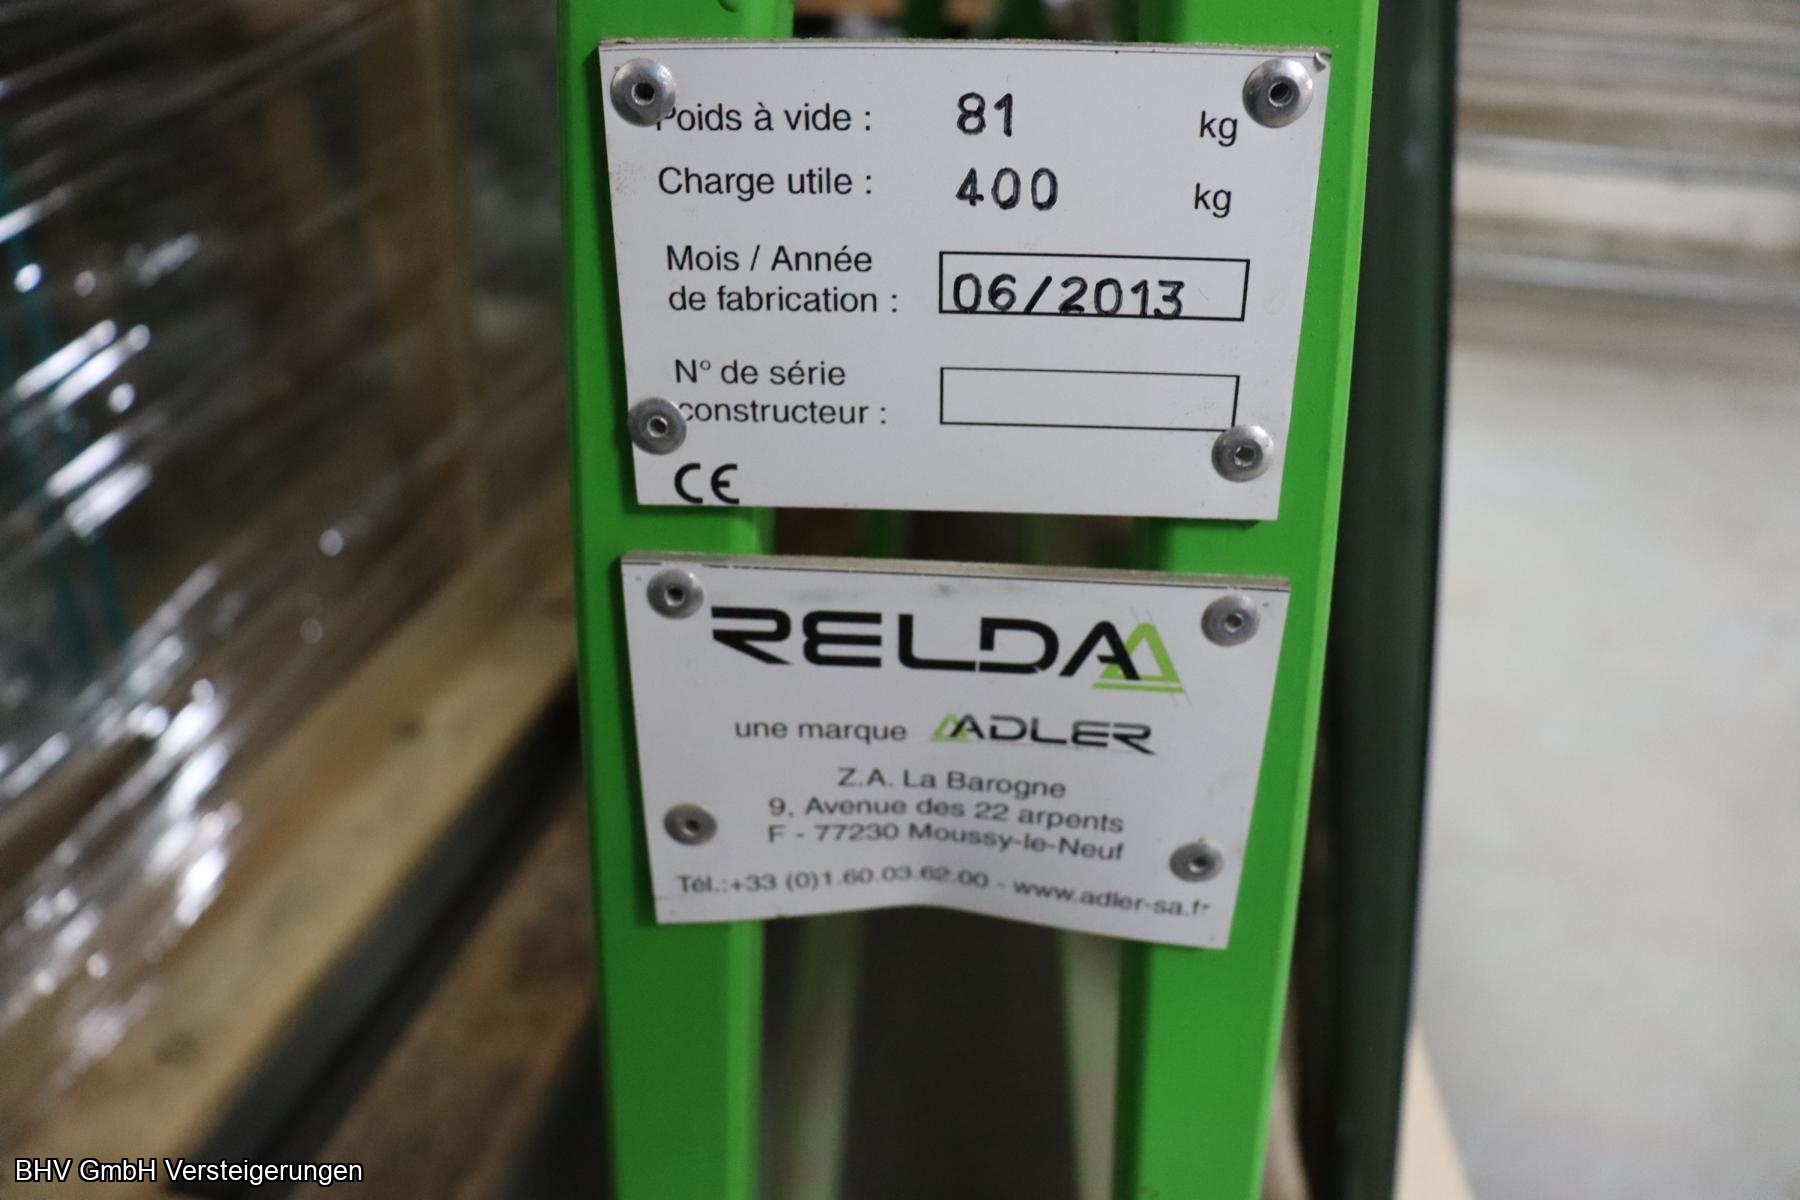 Poids à vide : 81 kg
Charge utile : 400 kg
Mois / Année
de fabrication : 06/2013
N° de série
constructeur :
CE
RELDA
une marque ADLER
Z.A. La Barogne
9, Avenue des 22 arpents
F - 77230 Moussy-le-Neuf
Tél.:+33 (0)1.60.03.62.00 - www.adler-sa.fr
BHV GmbH Versteigerungen